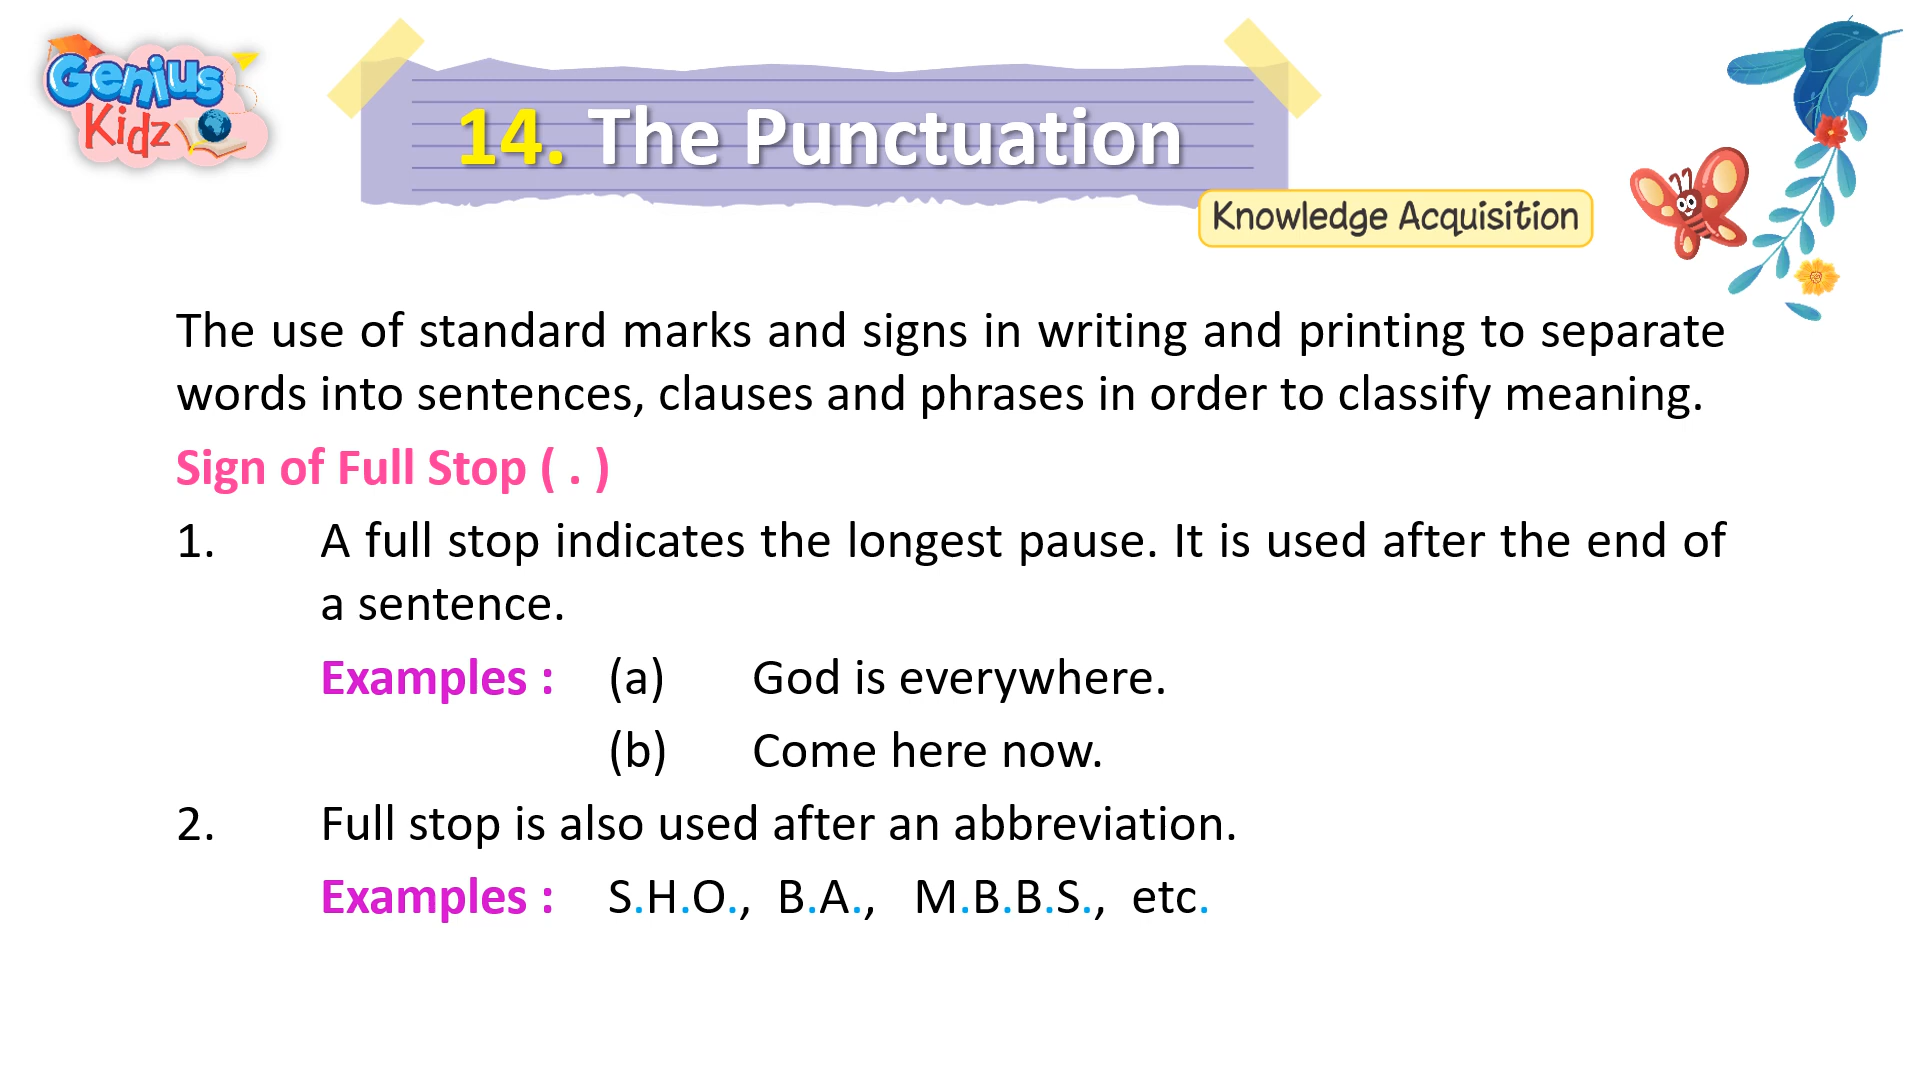 Genius
Kidz
14. The Punctuation
Knowledge Acquisition
The use of standard marks and signs in writing and printing to separate
words into sentences, clauses and phrases in order to classify meaning.
Sign of Full Stop ( . )
1. A full stop indicates the longest pause. It is used after the end of
a sentence.
Examples : (a) God is everywhere.
(b) Come here now.
2. Full stop is also used after an abbreviation.
Examples : S.H.O., B.A., M.B.B.S., etc.